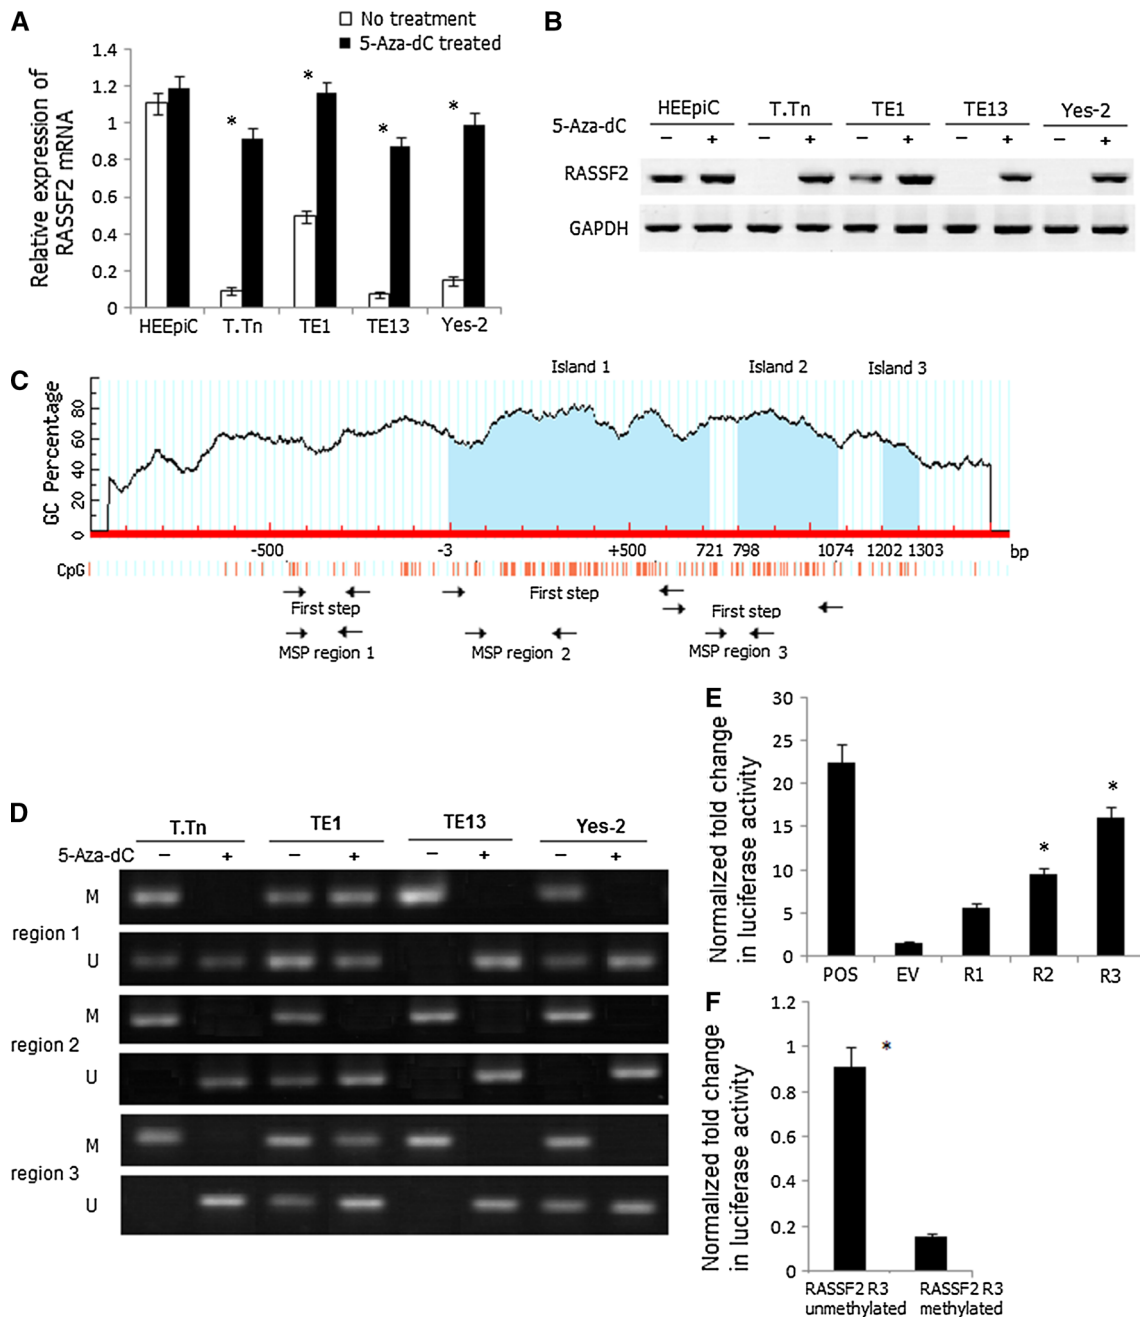 A
No treatment
5-Aza-dC treated
Relative expression of
RASSF2 mRNA
1.4
1.2
1
0.8
0.6
0.4
0.2
0
*
*
*
*
HEEpiC T.Tn TE1 TE13 Yes-2
B
HEEpiC T.Tn TE1 TE13 Yes-2
5-Aza-dC − + − + − + − + − +
RASSF2
GAPDH
C
Island 1 Island 2 Island 3
GC Percentage
80
60
40
20
0
-500 -3 +500 721 798 1074 1202 1303 bp
CpG
First step First step First step
MSP region 1 MSP region 2 MSP region 3
D
T.Tn TE1 TE13 Yes-2
5-Aza-dC − + − + − + − +
region 1
M
U
region 2
M
U
region 3
M
U
E
Normalized fold change
in luciferase activity
30
25
20
15
10
5
0
* *
POS EV R1 R2 R3
F
Normalized fold change
in luciferase activity
1.2
1
0.8
0.6
0.4
0.2
0
*
RASSF2 R3 RASSF2 R3
unmethylated methylated